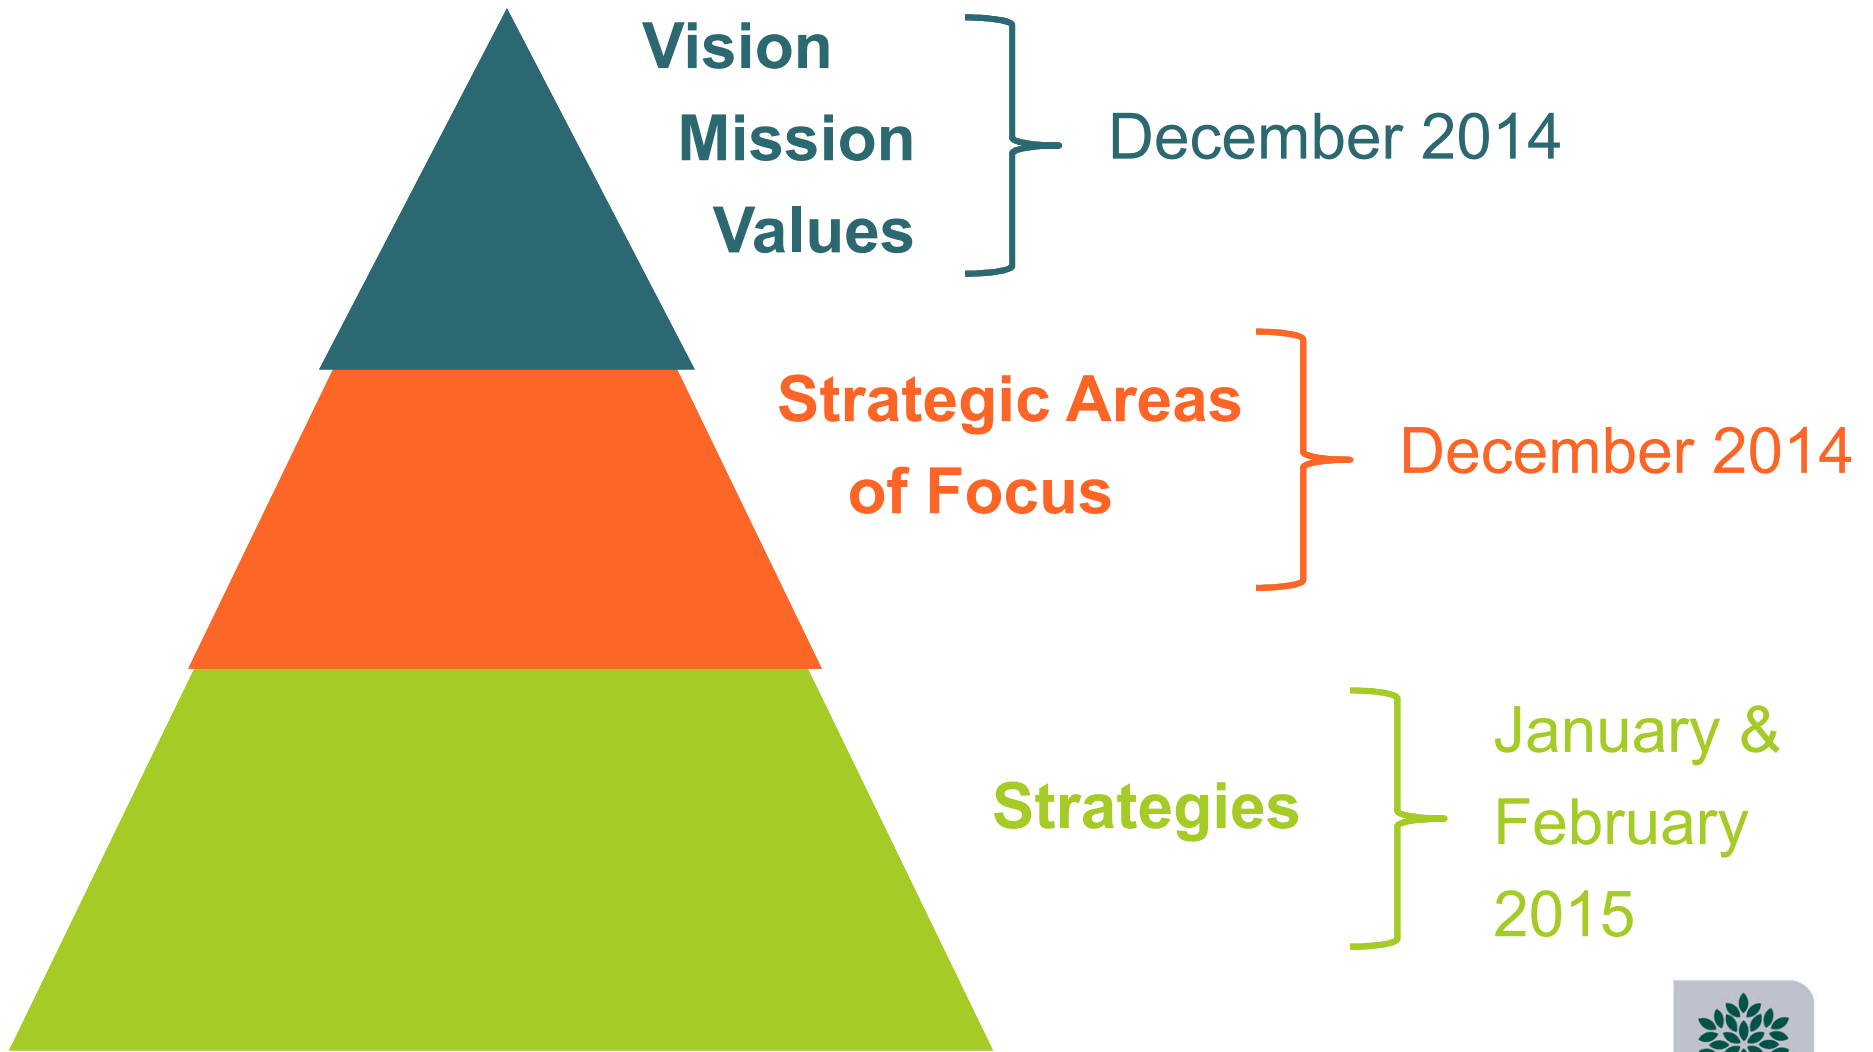 Vision
Mission
Values
December 2014
Strategic Areas
of Focus
December 2014
Strategies
January &
February
2015